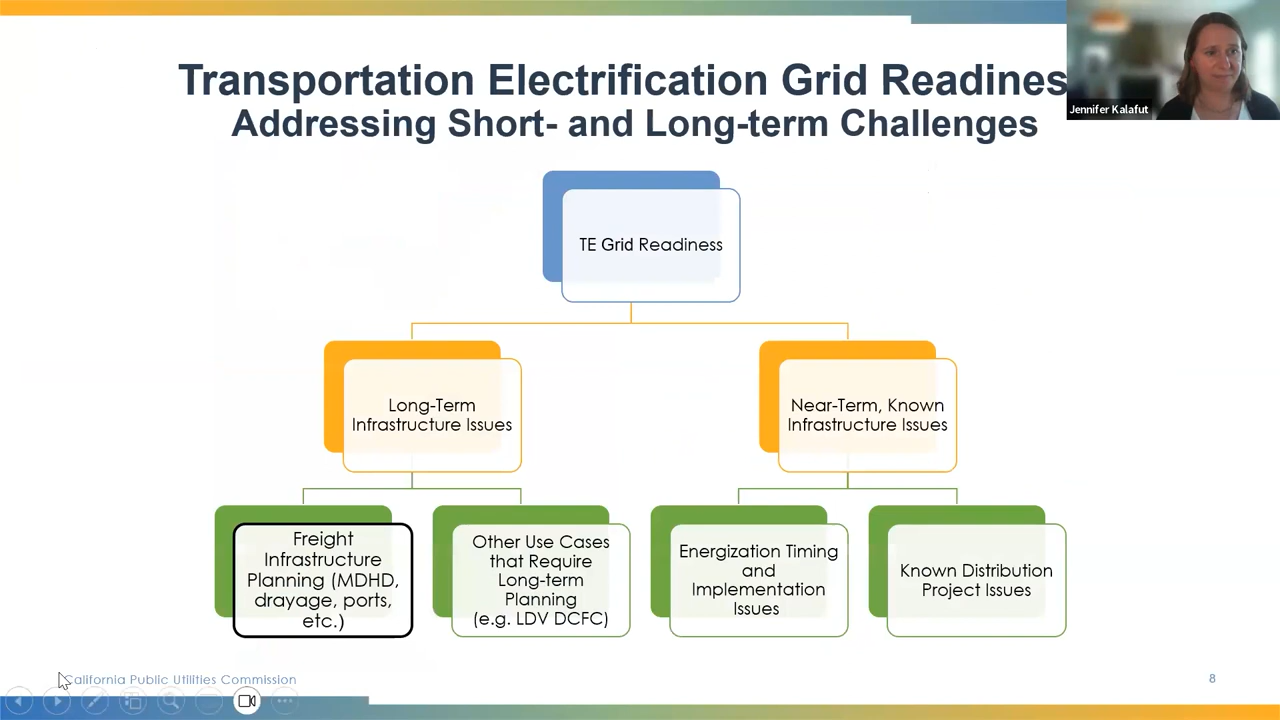 Transportation Electrification Grid Readines
Addressing Short- and Long-term Challenges
Jennifer Kalafut
TE Grid Readiness
Long-Term
Infrastructure Issues
Near-Term, Known
Infrastructure Issues
Freight
Infrastructure
Planning (MDHD,
drayage, ports,
etc.)
Other Use Cases
that Require
Long-term
Planning
(e.g. LDV DCFC)
Energization Timing
and
Implementation
Issues
Known Distribution
Project Issues
California Public Utilities Commission
8